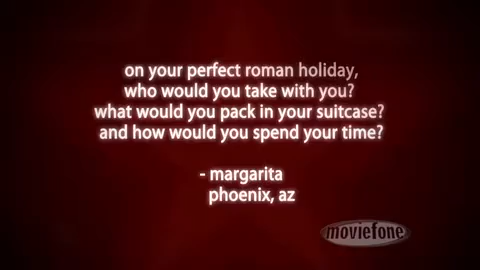 on your perfect roman holiday,
who would you take with you?
what would you pack in your suitcase?
and how would you spend your time?
- margarita
phoenix, az
moviefone